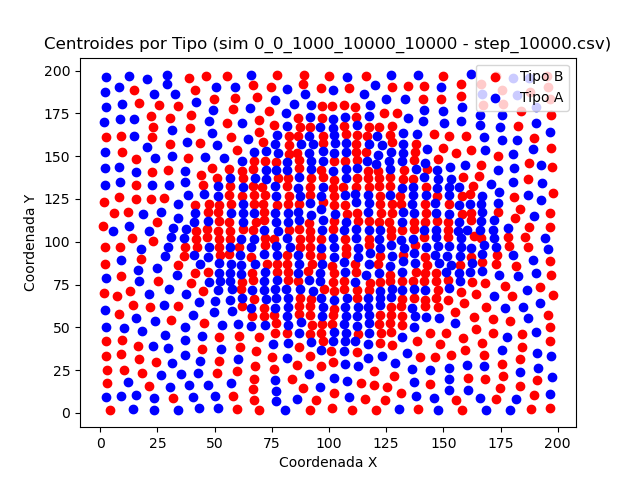 Centroides por Tipo (sim 0_0_1000_10000_10000 - step_10000.csv)
Tipo B
Tipo A
Coordenada Y
200
175
150
125
100
75
50
25
0
0 25 50 75 100 125 150 175 200
Coordenada X